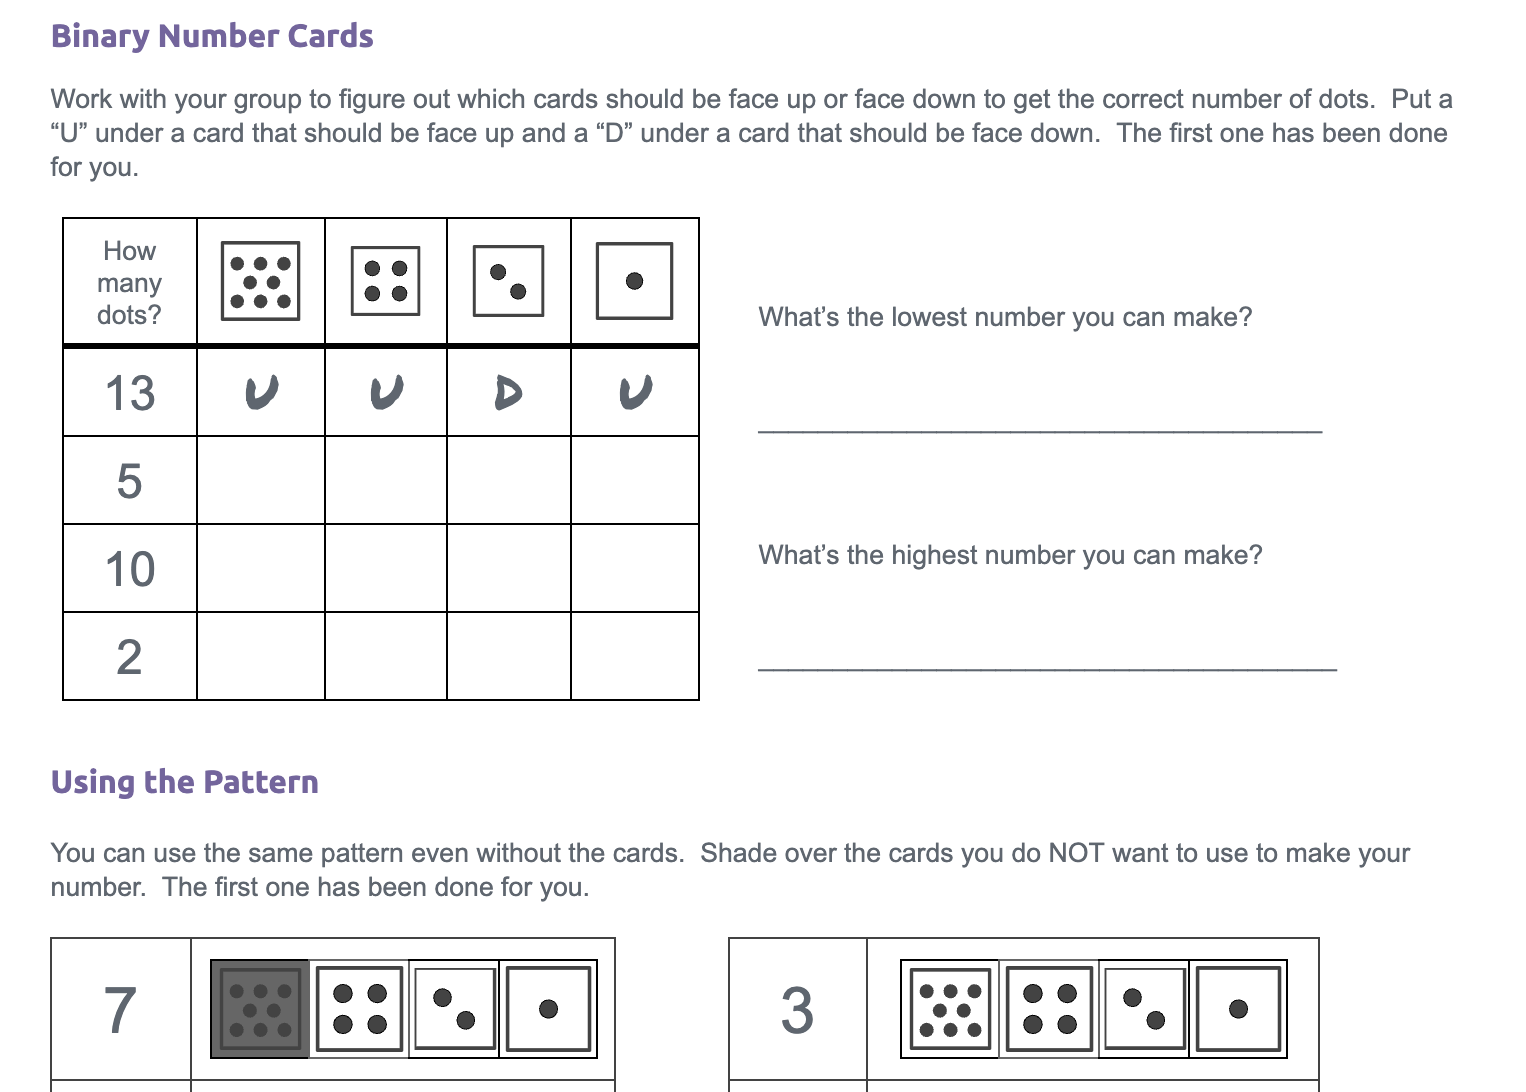 Binary Number Cards
Work with your group to figure out which cards should be face up or face down to get the correct number of dots.  Put a
“U” under a card that should be face up and a “D” under a card that should be face down.  The first one has been done
for you.
How
many
dots?
13 U U D U
5
10
2
What’s the lowest number you can make?
What’s the highest number you can make?
Using the Pattern
You can use the same pattern even without the cards.  Shade over the cards you do NOT want to use to make your
number.  The first one has been done for you.
7
3